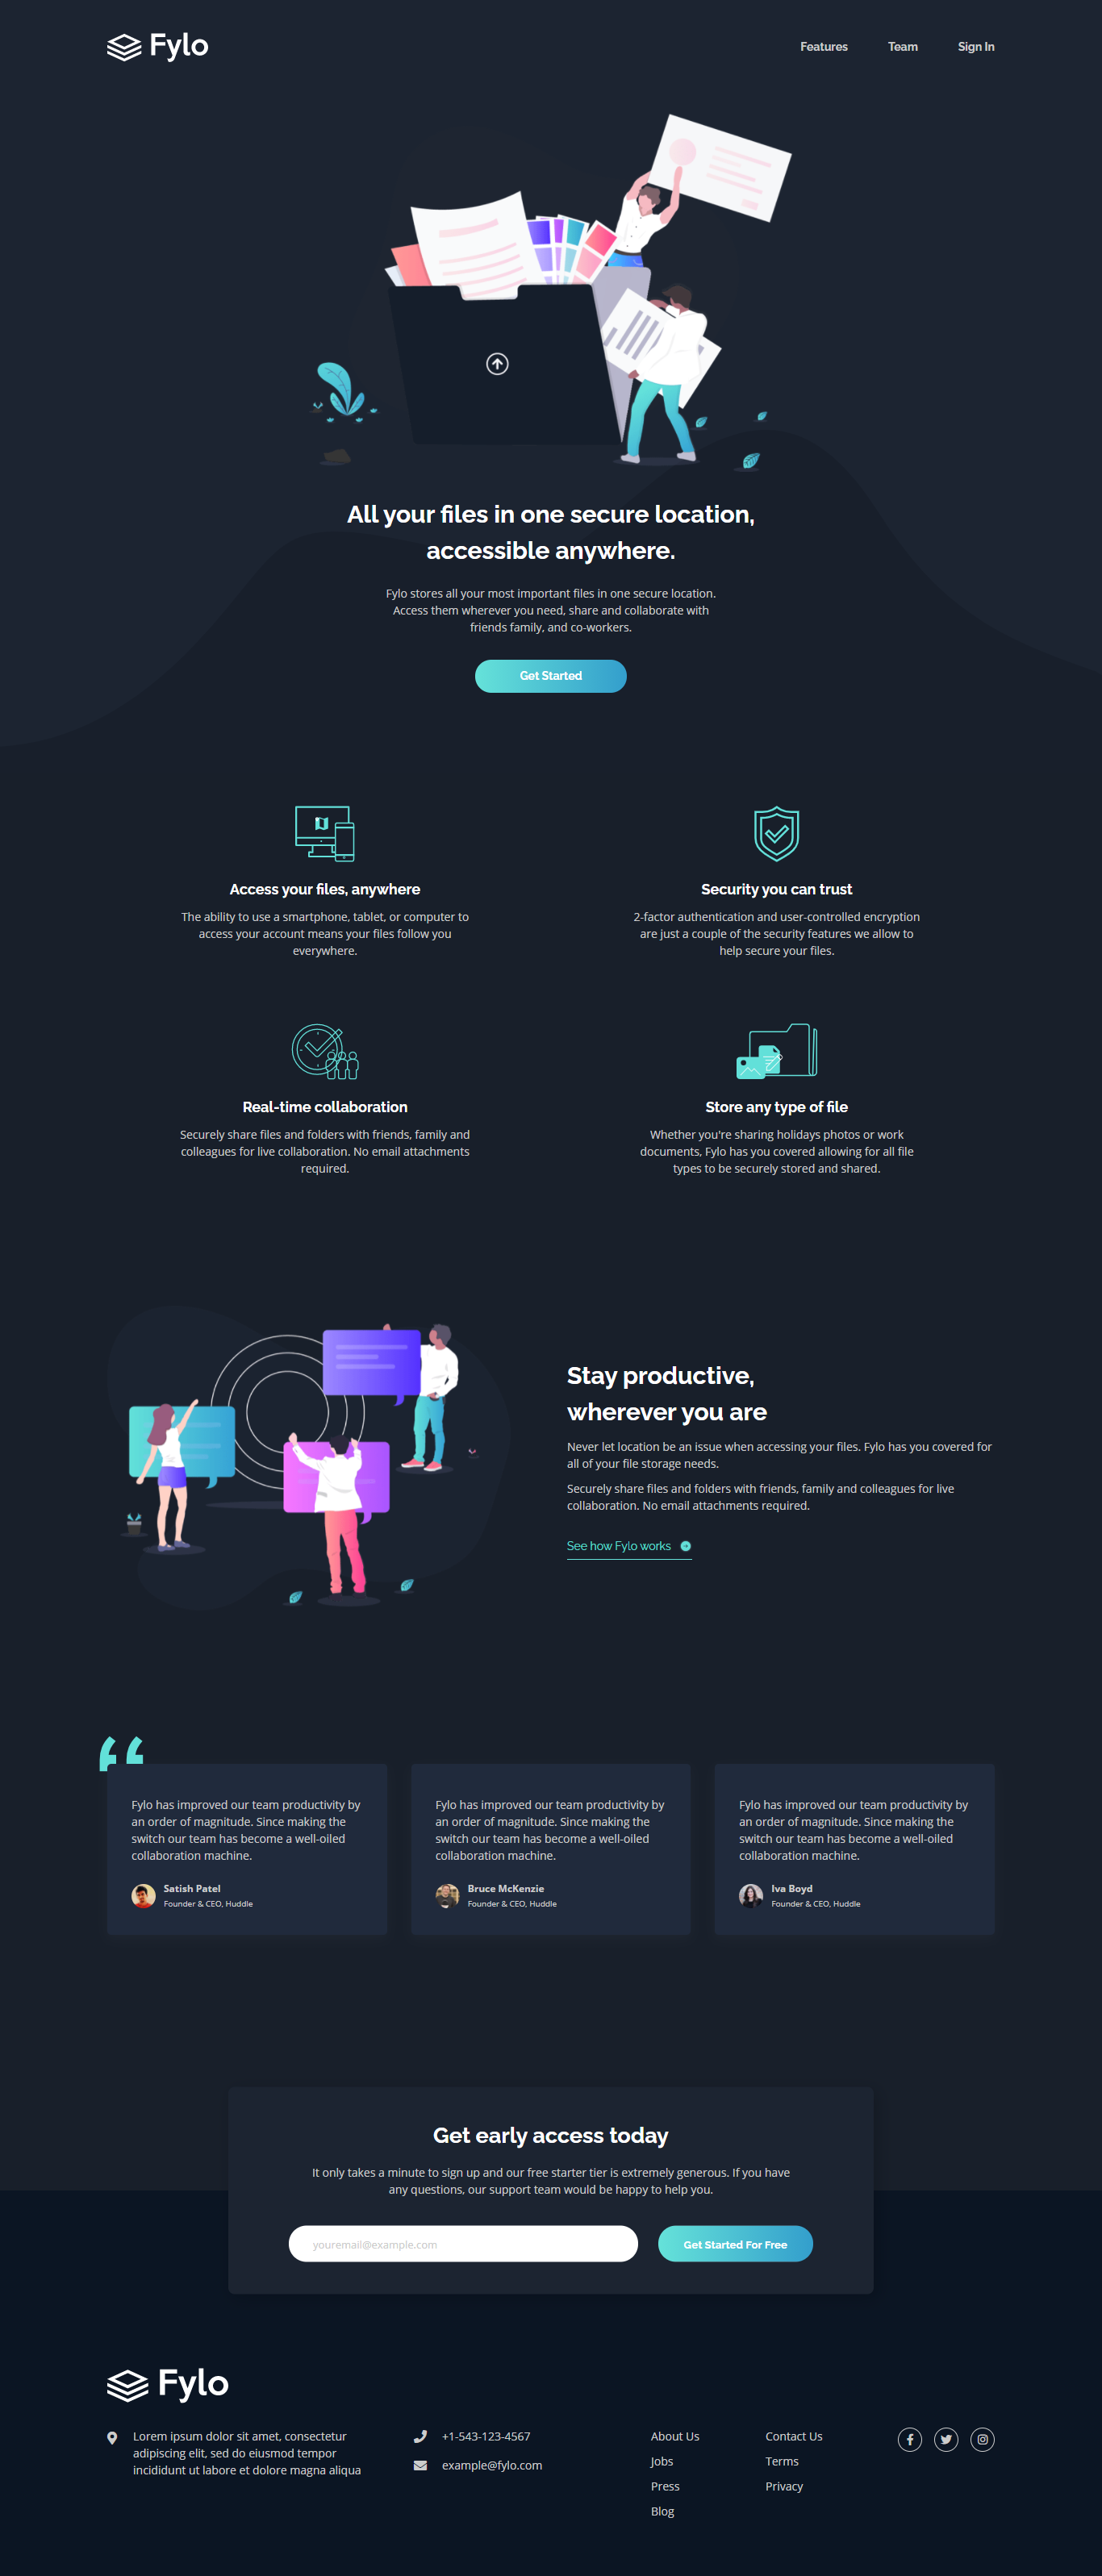 Fylo
Features Team Sign In
All your files in one secure location,
accessible anywhere.
Fylo stores all your most important files in one secure location.
Access them wherever you need, share and collaborate with
friends family, and co-workers.
Get Started
Access your files, anywhere
The ability to use a smartphone, tablet, or computer to
access your account means your files follow you
everywhere.
Security you can trust
2-factor authentication and user-controlled encryption
are just a couple of the security features we allow to
help secure your files.
Real-time collaboration
Securely share files and folders with friends, family and
colleagues for live collaboration. No email attachments
required.
Store any type of file
Whether you're sharing holidays photos or work
documents, Fylo has you covered allowing for all file
types to be securely stored and shared.
Stay productive,
wherever you are
Never let location be an issue when accessing your files. Fylo has you covered for
all of your file storage needs.
Securely share files and folders with friends, family and colleagues for live
collaboration. No email attachments required.
See how Fylo works
“
Fylo has improved our team productivity by
an order of magnitude. Since making the
switch our team has become a well-oiled
collaboration machine.
Satish Patel
Founder & CEO, Huddle
Fylo has improved our team productivity by
an order of magnitude. Since making the
switch our team has become a well-oiled
collaboration machine.
Bruce McKenzie
Founder & CEO, Huddle
Fylo has improved our team productivity by
an order of magnitude. Since making the
switch our team has become a well-oiled
collaboration machine.
Iva Boyd
Founder & CEO, Huddle
Get early access today
It only takes a minute to sign up and our free starter tier is extremely generous. If you have
any questions, our support team would be happy to help you.
youremail@example.com
Get Started For Free
Fylo
Lorem ipsum dolor sit amet, consectetur
adipiscing elit, sed do eiusmod tempor
incididunt ut labore et dolore magna aliqua
+1-543-123-4567
example@fylo.com
About Us
Jobs
Press
Blog
Contact Us
Terms
Privacy